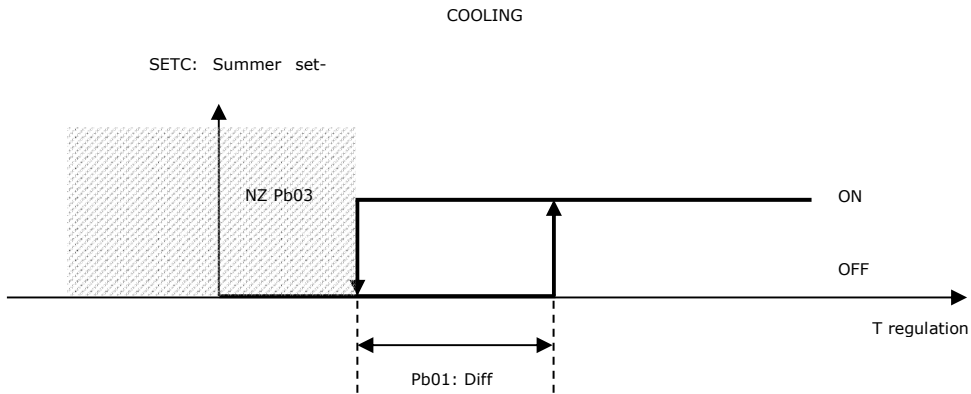 COOLING
SETC: Summer set-
NZ Pb03
ON
OFF
T regulation
Pb01: Diff